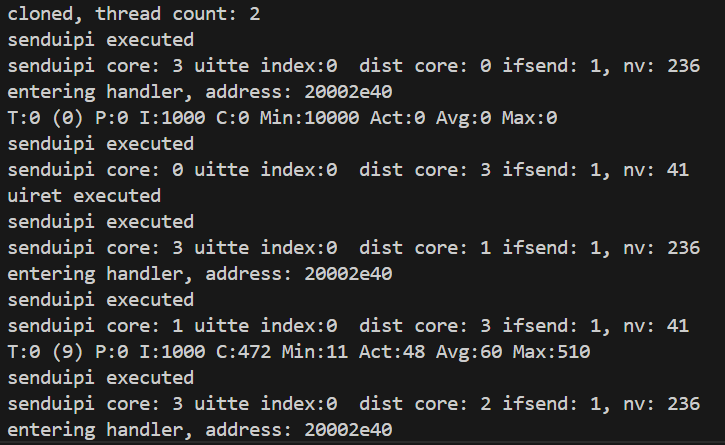 cloned, thread count: 2
senduipi executed
senduipi core: 3 uitte index:0  dist core: 0 ifsend: 1, nv: 236
entering handler, address: 20002e40
T:0 (0) P:0 I:1000 C:0 Min:10000 Act:0 Avg:0 Max:0
senduipi executed
senduipi core: 0 uitte index:0  dist core: 3 ifsend: 1, nv: 41
uiret executed
senduipi executed
senduipi core: 3 uitte index:0  dist core: 1 ifsend: 1, nv: 236
entering handler, address: 20002e40
senduipi executed
senduipi core: 1 uitte index:0  dist core: 3 ifsend: 1, nv: 41
T:0 (9) P:0 I:1000 C:472 Min:11 Act:48 Avg:60 Max:510
senduipi executed
senduipi core: 3 uitte index:0  dist core: 2 ifsend: 1, nv: 236
entering handler, address: 20002e40